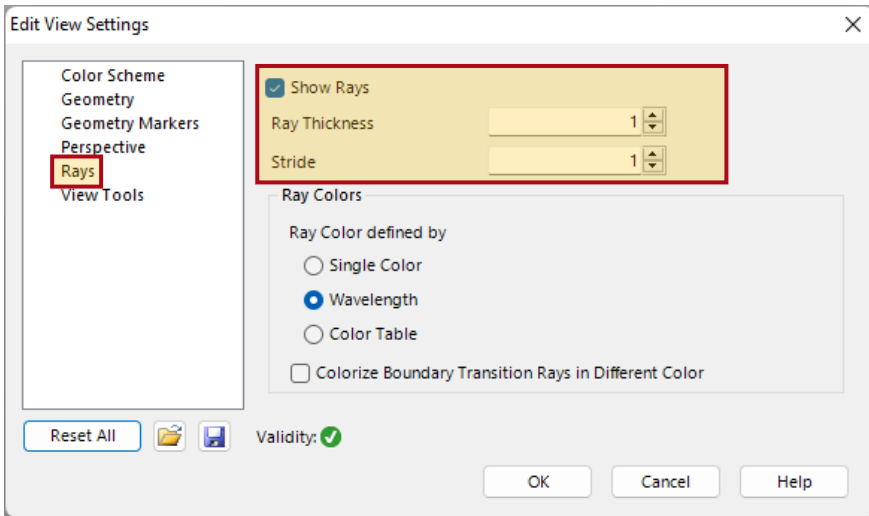 Edit View Settings
Color Scheme
Geometry
Geometry Markers
Perspective
Rays
View Tools
Show Rays
Ray Thickness 1
Stride 1
Ray Colors
Ray Color defined by
Single Color
Wavelength
Color Table
Colorize Boundary Transition Rays in Different Color
Reset All
Validity:
OK Cancel Help